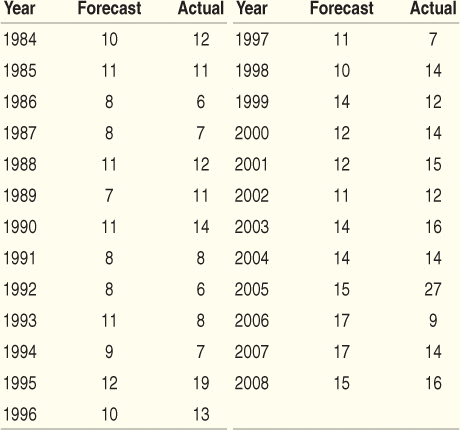 Year Forecast Actual Year Forecast Actual
1984 10 12 1997 11 7
1985 11 11 1998 10 14
1986 8 6 1999 14 12
1987 8 7 2000 12 14
1988 11 12 2001 12 15
1989 7 11 2002 11 12
1990 11 14 2003 14 16
1991 8 8 2004 14 14
1992 8 6 2005 15 27
1993 11 8 2006 17 9
1994 9 7 2007 17 14
1995 12 19 2008 15 16
1996 10 13